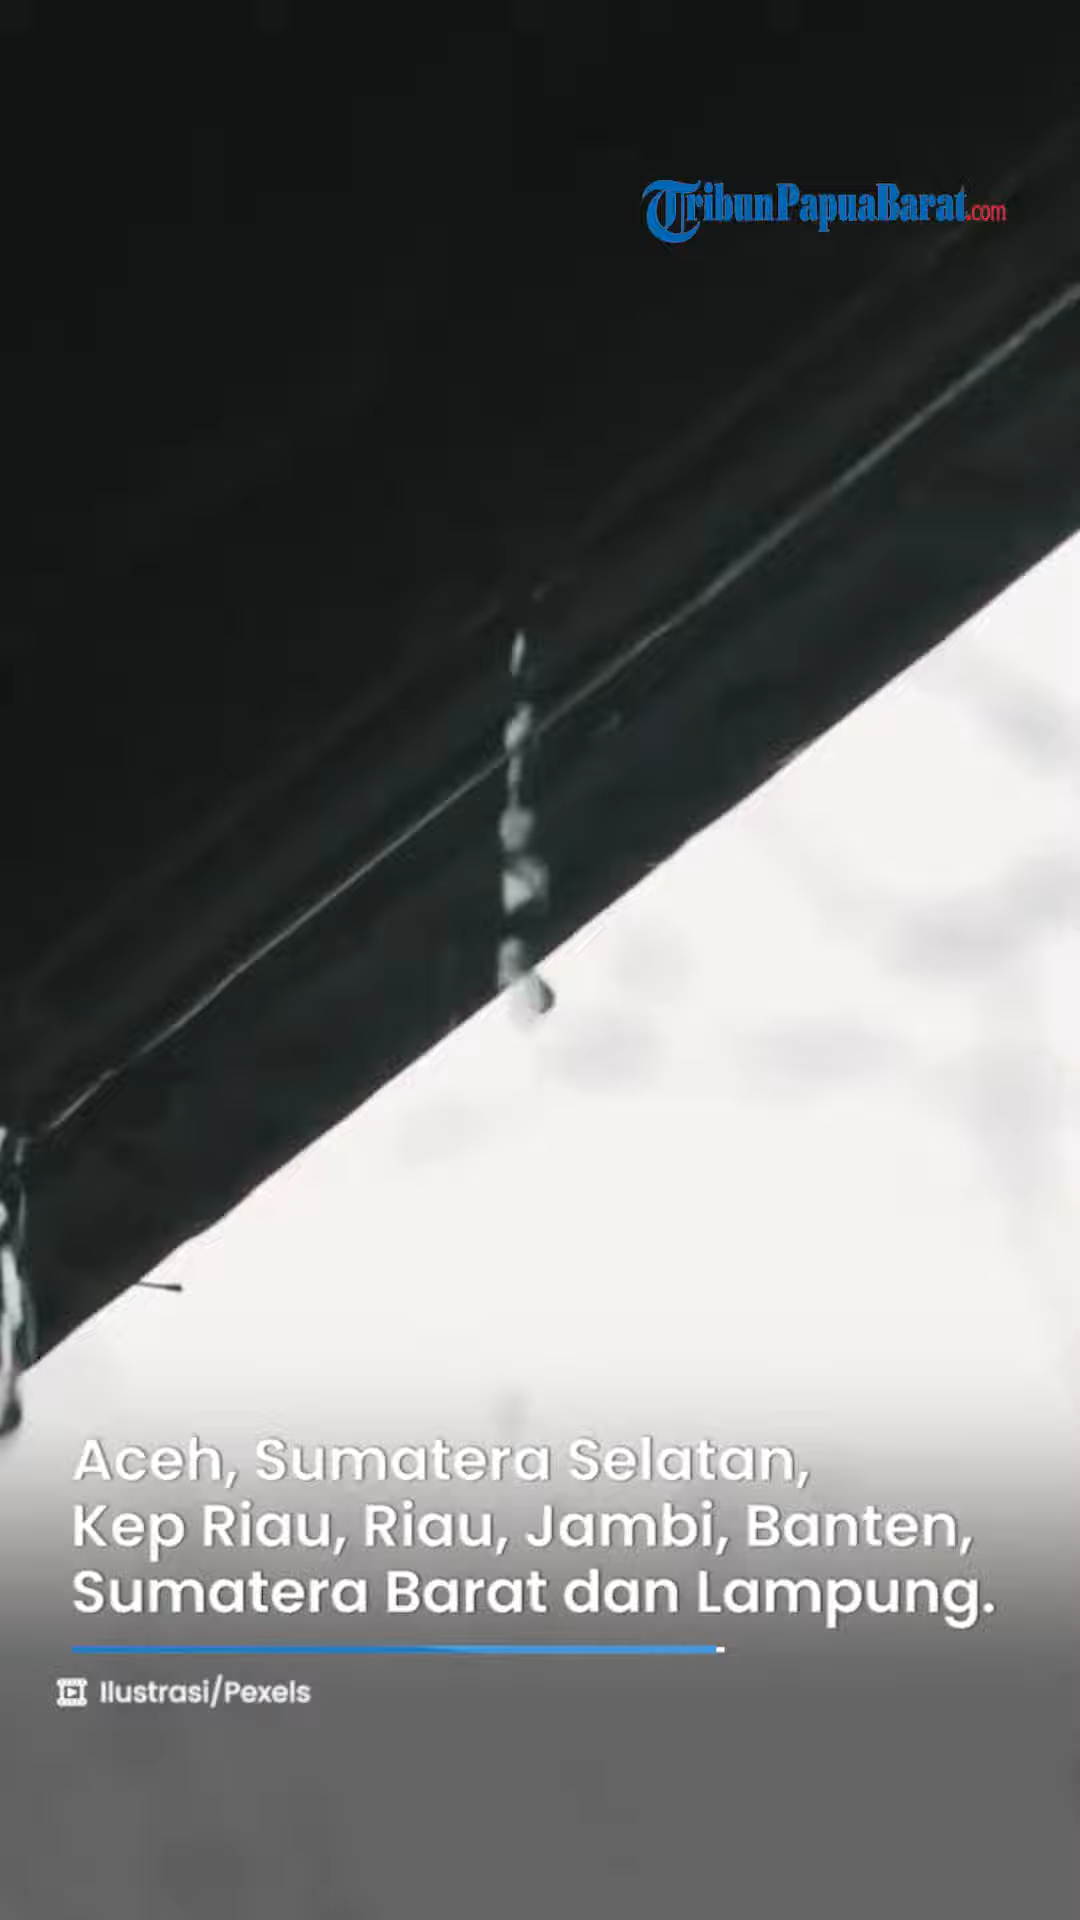 TribunPapuaBarat.com
Aceh, Sumatera Selatan,
Kep Riau, Riau, Jambi, Banten,
Sumatera Barat dan Lampung.
Ilustrasi/Pexels